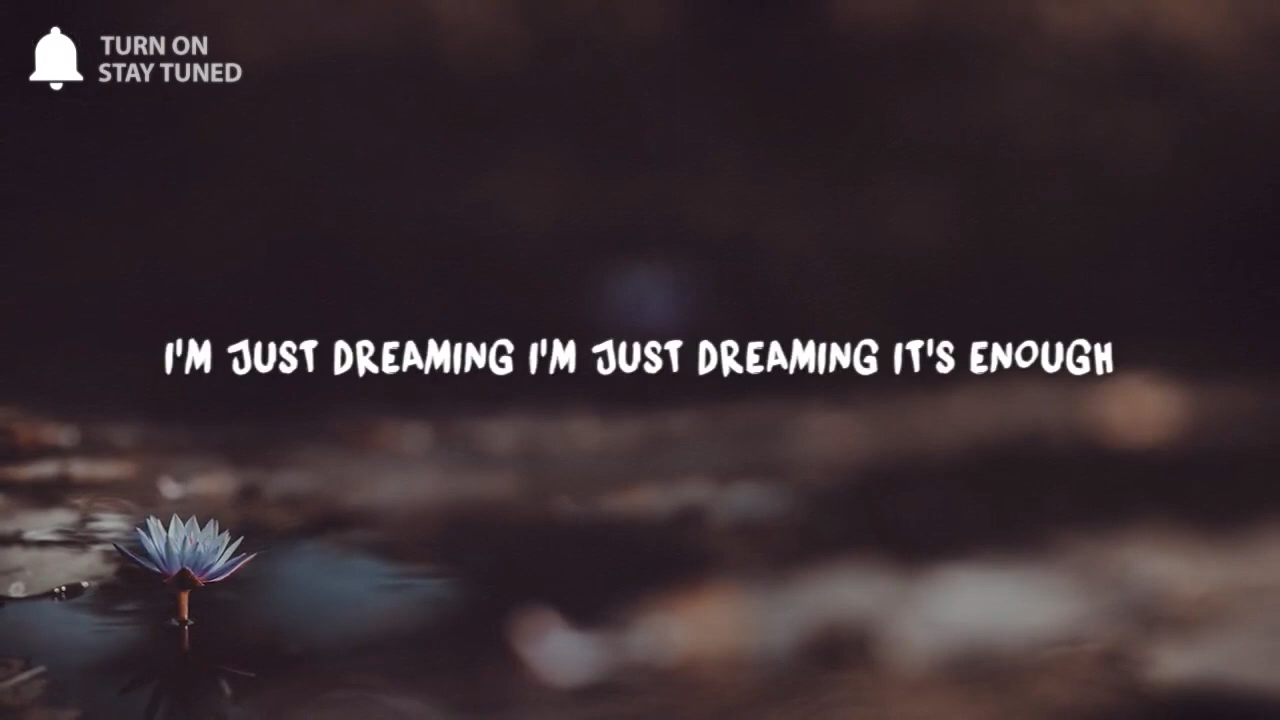 TURN ON
STAY TUNED
I'M JUST DREAMING I'M JUST DREAMING IT'S ENOUGH